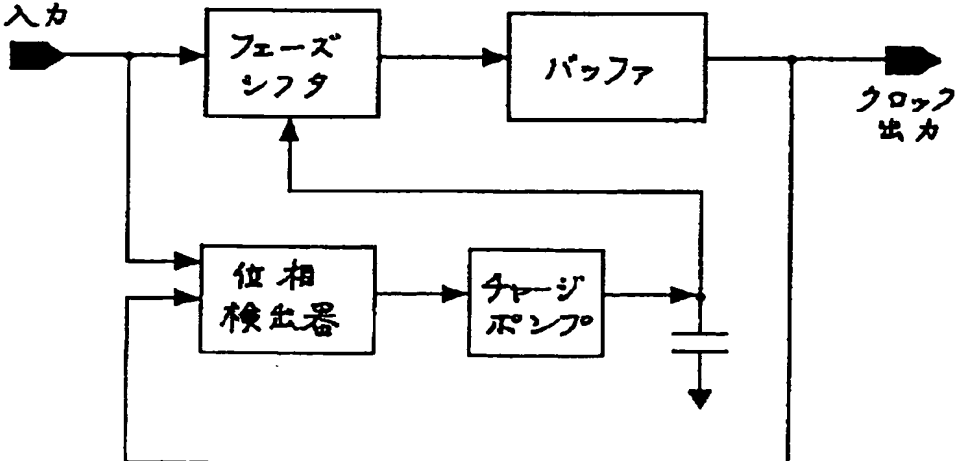 入力
フェーズ
シフタ
バッファ
クロック
出力
位相
検出器
チャージ
ポンプ